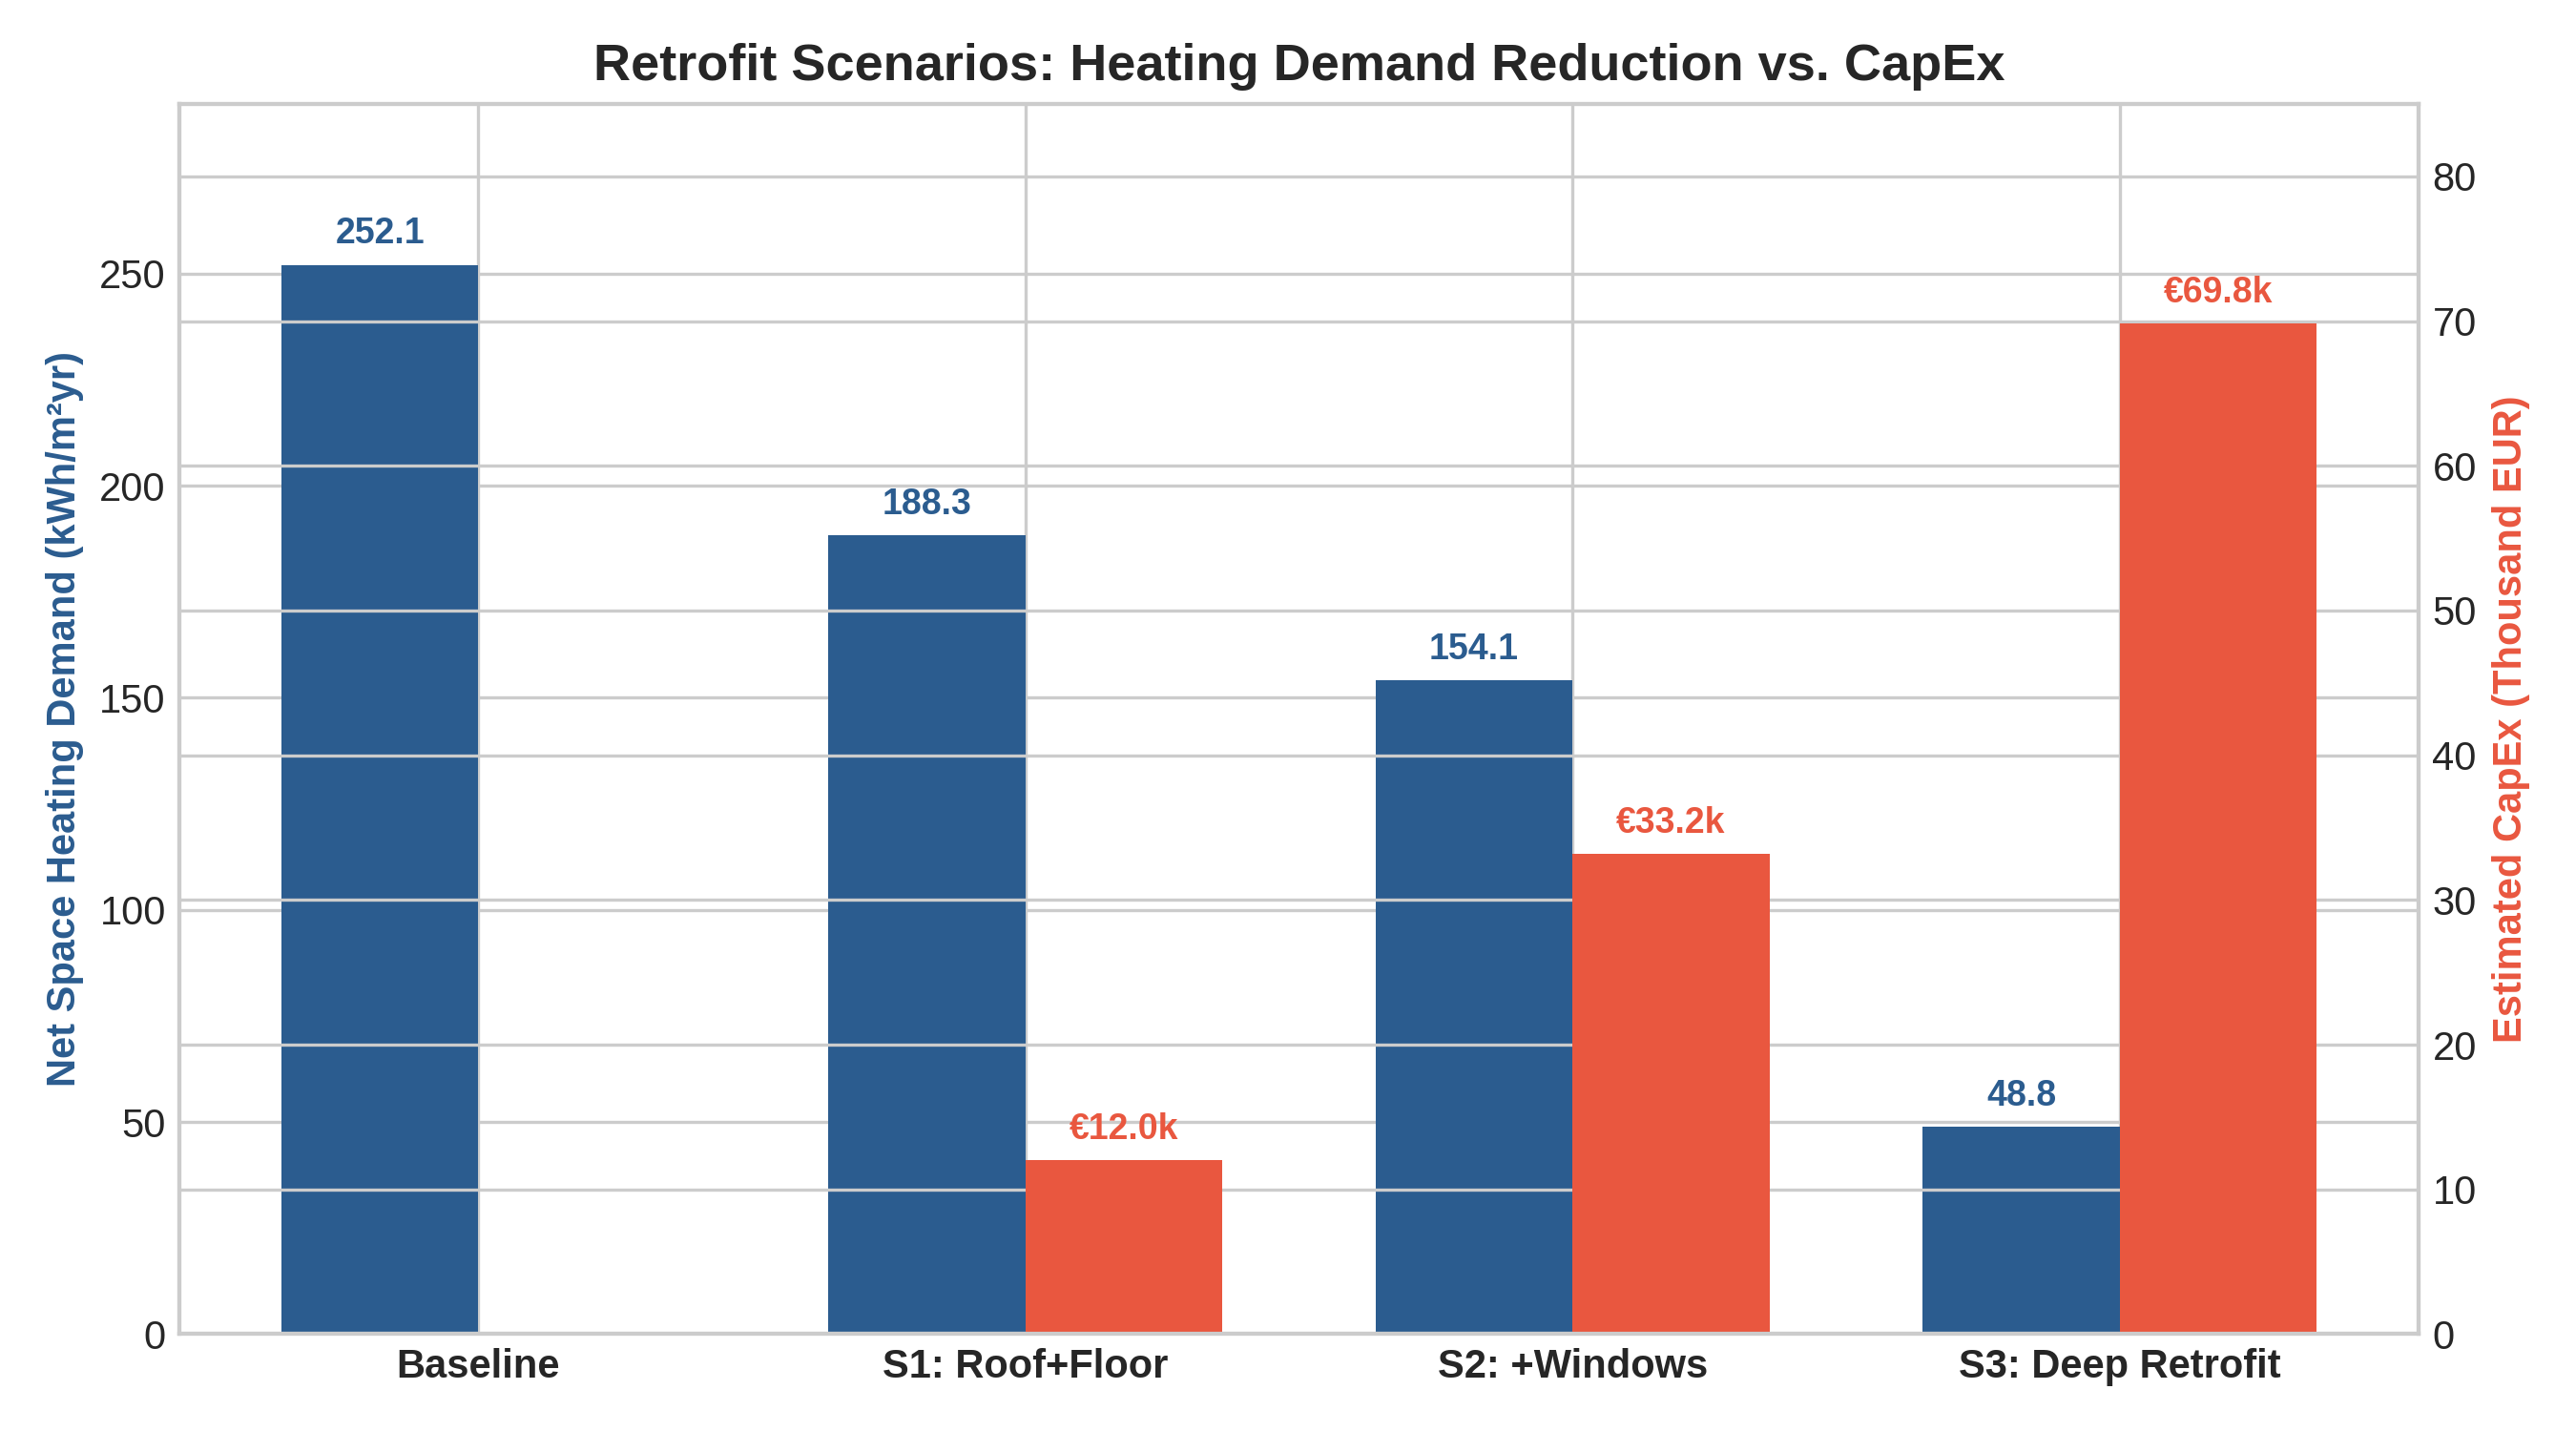 Retrofit Scenarios: Heating Demand Reduction vs. CapEx
Net Space Heating Demand (kWh/m²yr)
250
200
150
100
50
0
252.1
188.3
€12.0k
154.1
€33.2k
48.8
€69.8k
Baseline
S1: Roof+Floor
S2: +Windows
S3: Deep Retrofit
80
70
60
50
40
30
20
10
0
Estimated CapEx (Thousand EUR)